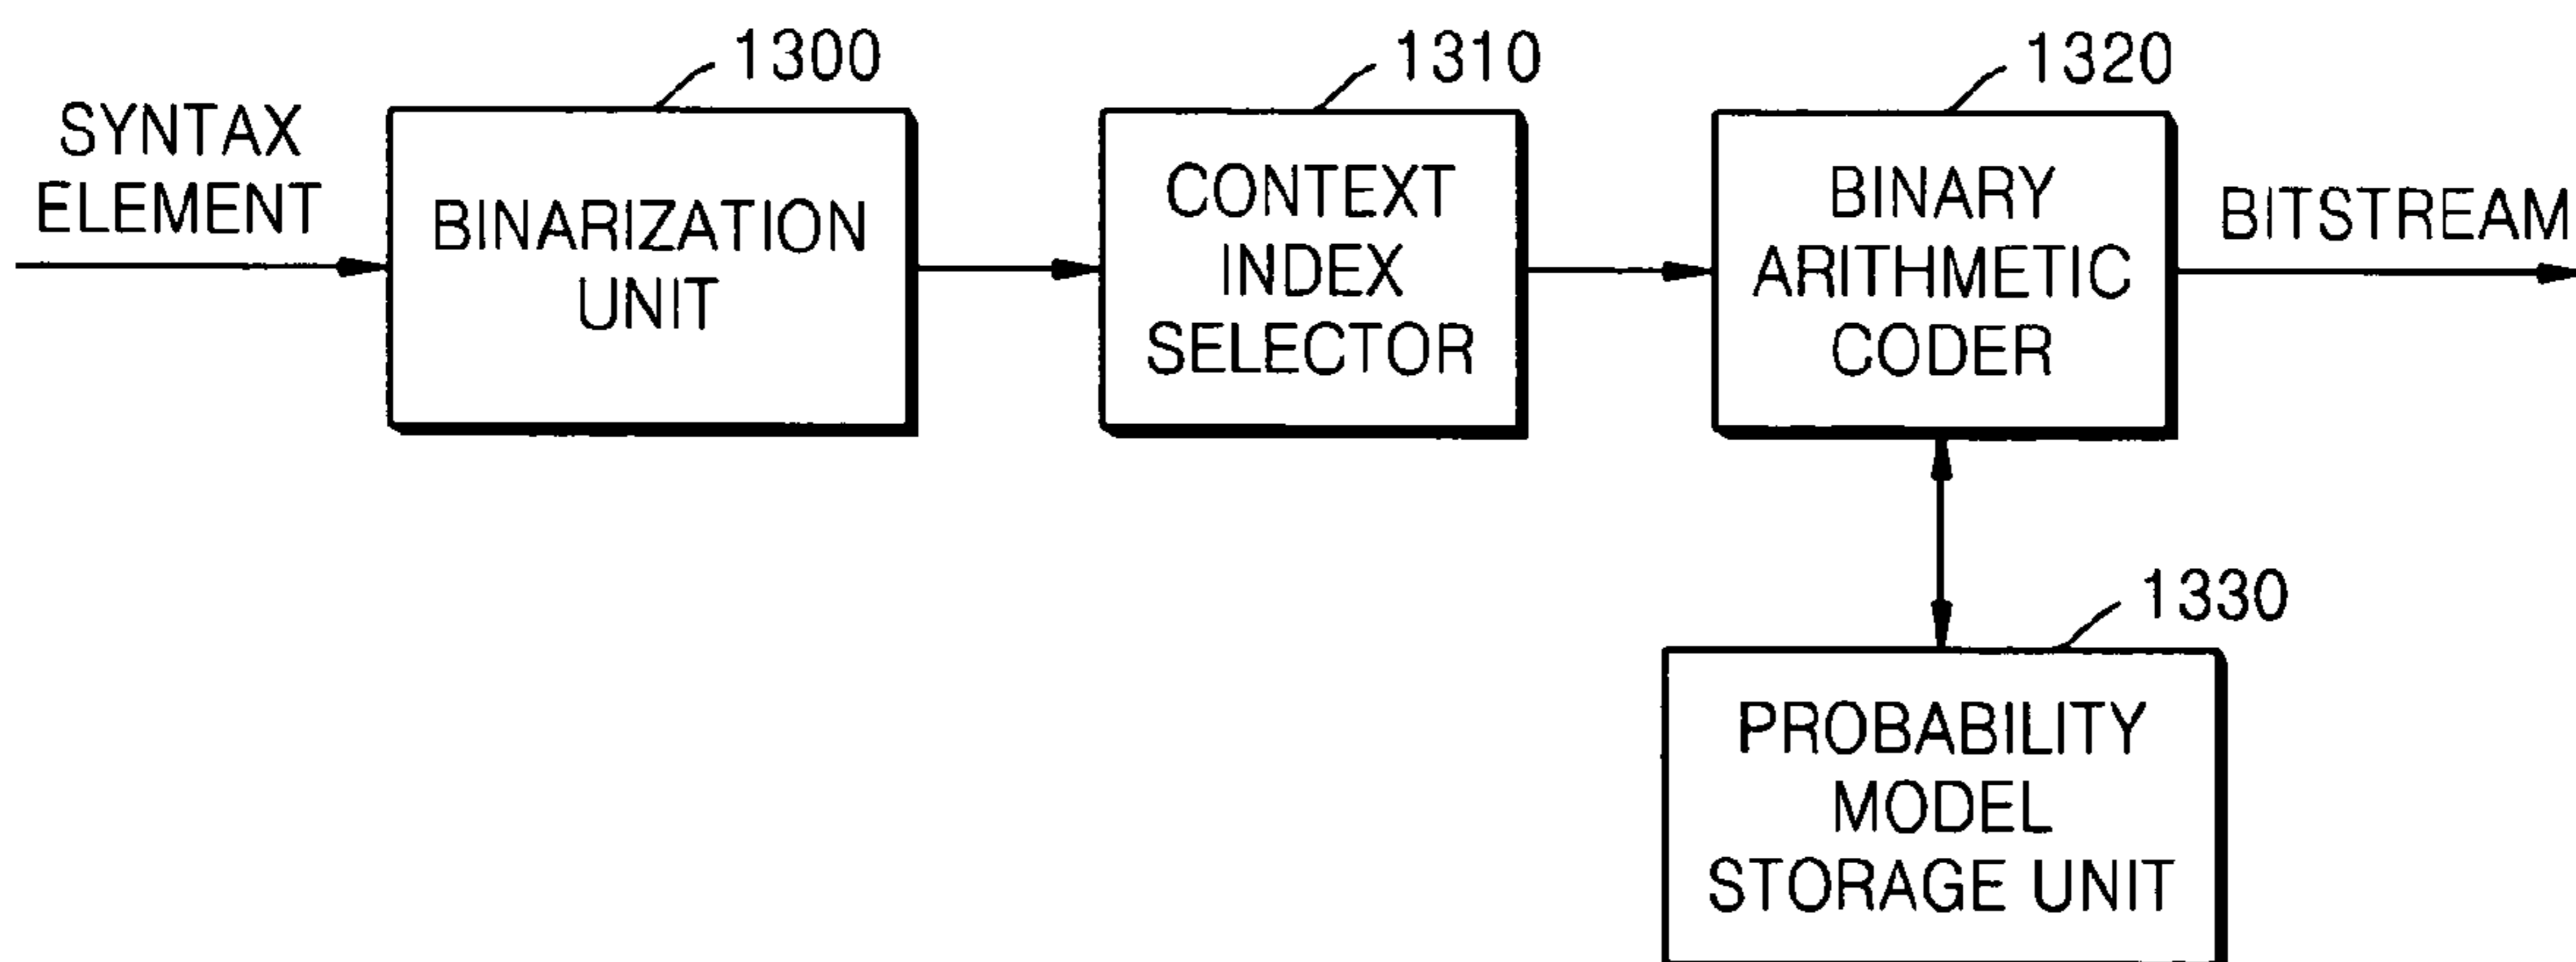 1300
1310
1320
SYNTAX
ELEMENT
BINARIZATION
UNIT
CONTEXT
INDEX
SELECTOR
BINARY
ARITHMETIC
CODER
BITSTREAM
1330
PROBABILITY
MODEL
STORAGE UNIT